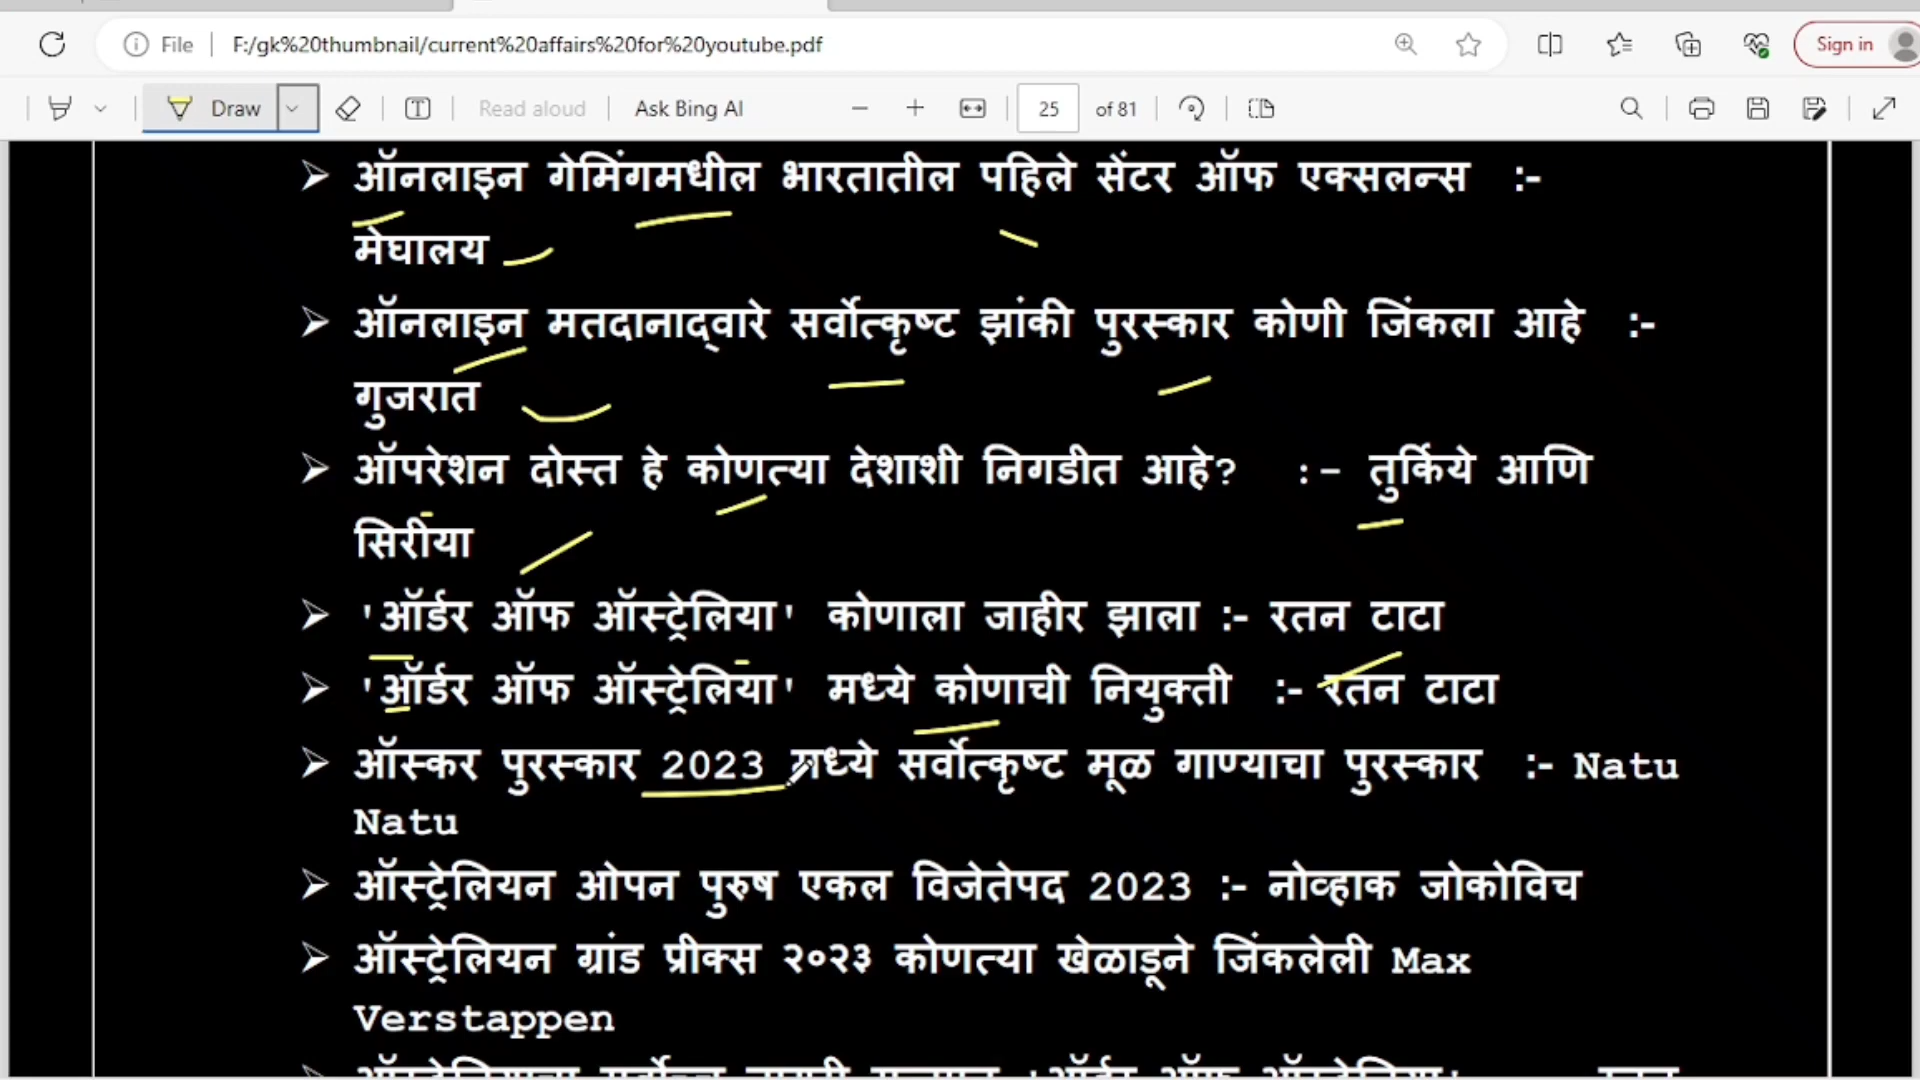 File F:/gk%20thumbnail/current%20affairs%20for%20youtube.pdf Sign in
Draw Read aloud Ask Bing AI 25 of 81
➢ ऑनलाइन गेमिंगमधील भारतातील पहिले सेंटर ऑफ एक्सलन्स :-
मेघालय
➢ ऑनलाइन मतदानाद्वारे सर्वोत्कृष्ट झांकी पुरस्कार कोणी जिंकला आहे :-
गुजरात
➢ ऑपरेशन दोस्त हे कोणत्या देशाशी निगडीत आहे? :- तुर्किये आणि
सिरीया
➢ 'ऑर्डर ऑफ ऑस्ट्रेलिया' कोणाला जाहीर झाला :- रतन टाटा
➢ 'ऑर्डर ऑफ ऑस्ट्रेलिया' मध्ये कोणाची नियुक्ती :- रतन टाटा
➢ ऑस्कर पुरस्कार 2023 मध्ये सर्वोत्कृष्ट मूळ गाण्याचा पुरस्कार :- Natu
Natu
➢ ऑस्ट्रेलियन ओपन पुरुष एकल विजेतेपद 2023 :- नोव्हाक जोकोविच
➢ ऑस्ट्रेलियन ग्रांड प्रीक्स २०२३ कोणत्या खेळाडूने जिंकलेली Max
Verstappen